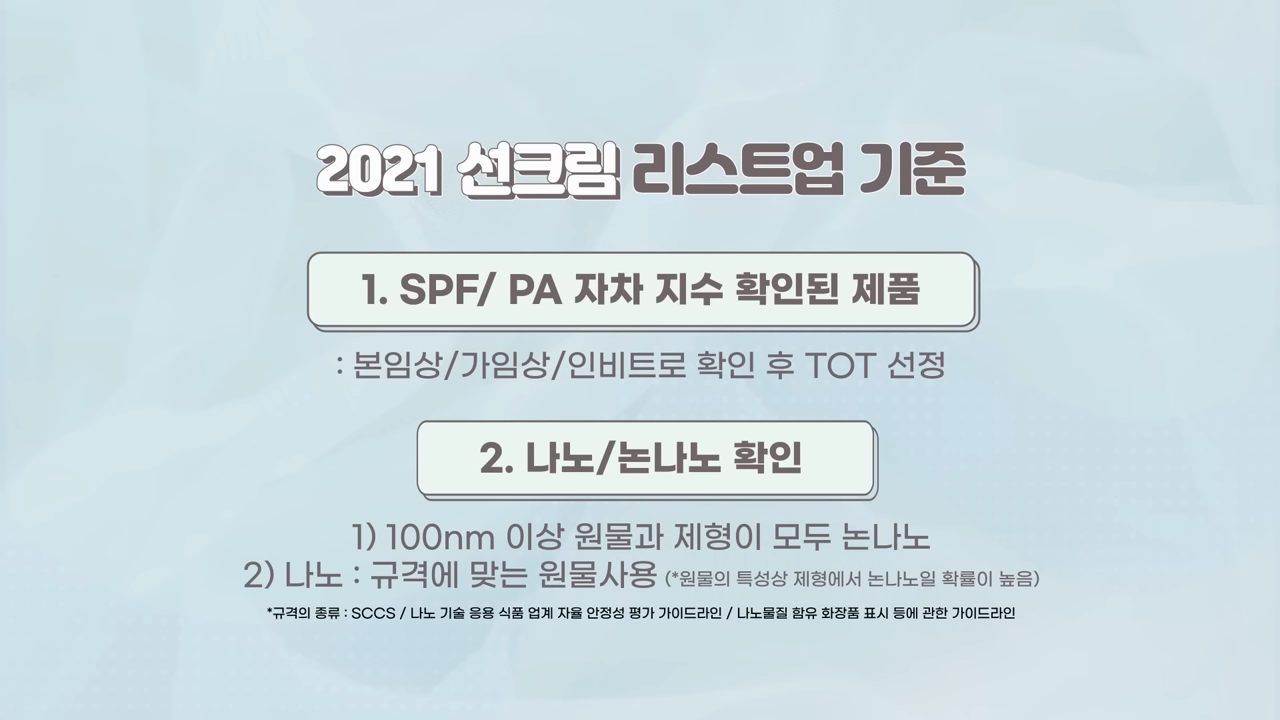 2021 선크림 리스트업 기준
1. SPF/ PA 자차 지수 확인된 제품
: 본임상/가임상/인비트로 확인 후 TOT 선정
2. 나노/논나노 확인
1) 100nm 이상 원물과 제형이 모두 논나노
2) 나노 : 규격에 맞는 원물사용 (*원물의 특성상 제형에서 논나노일 확률이 높음)
*규격의 종류 : SCCS / 나노 기술 응용 식품 업계 자율 안정성 평가 가이드라인 / 나노물질 함유 화장품 표시 등에 관한 가이드라인